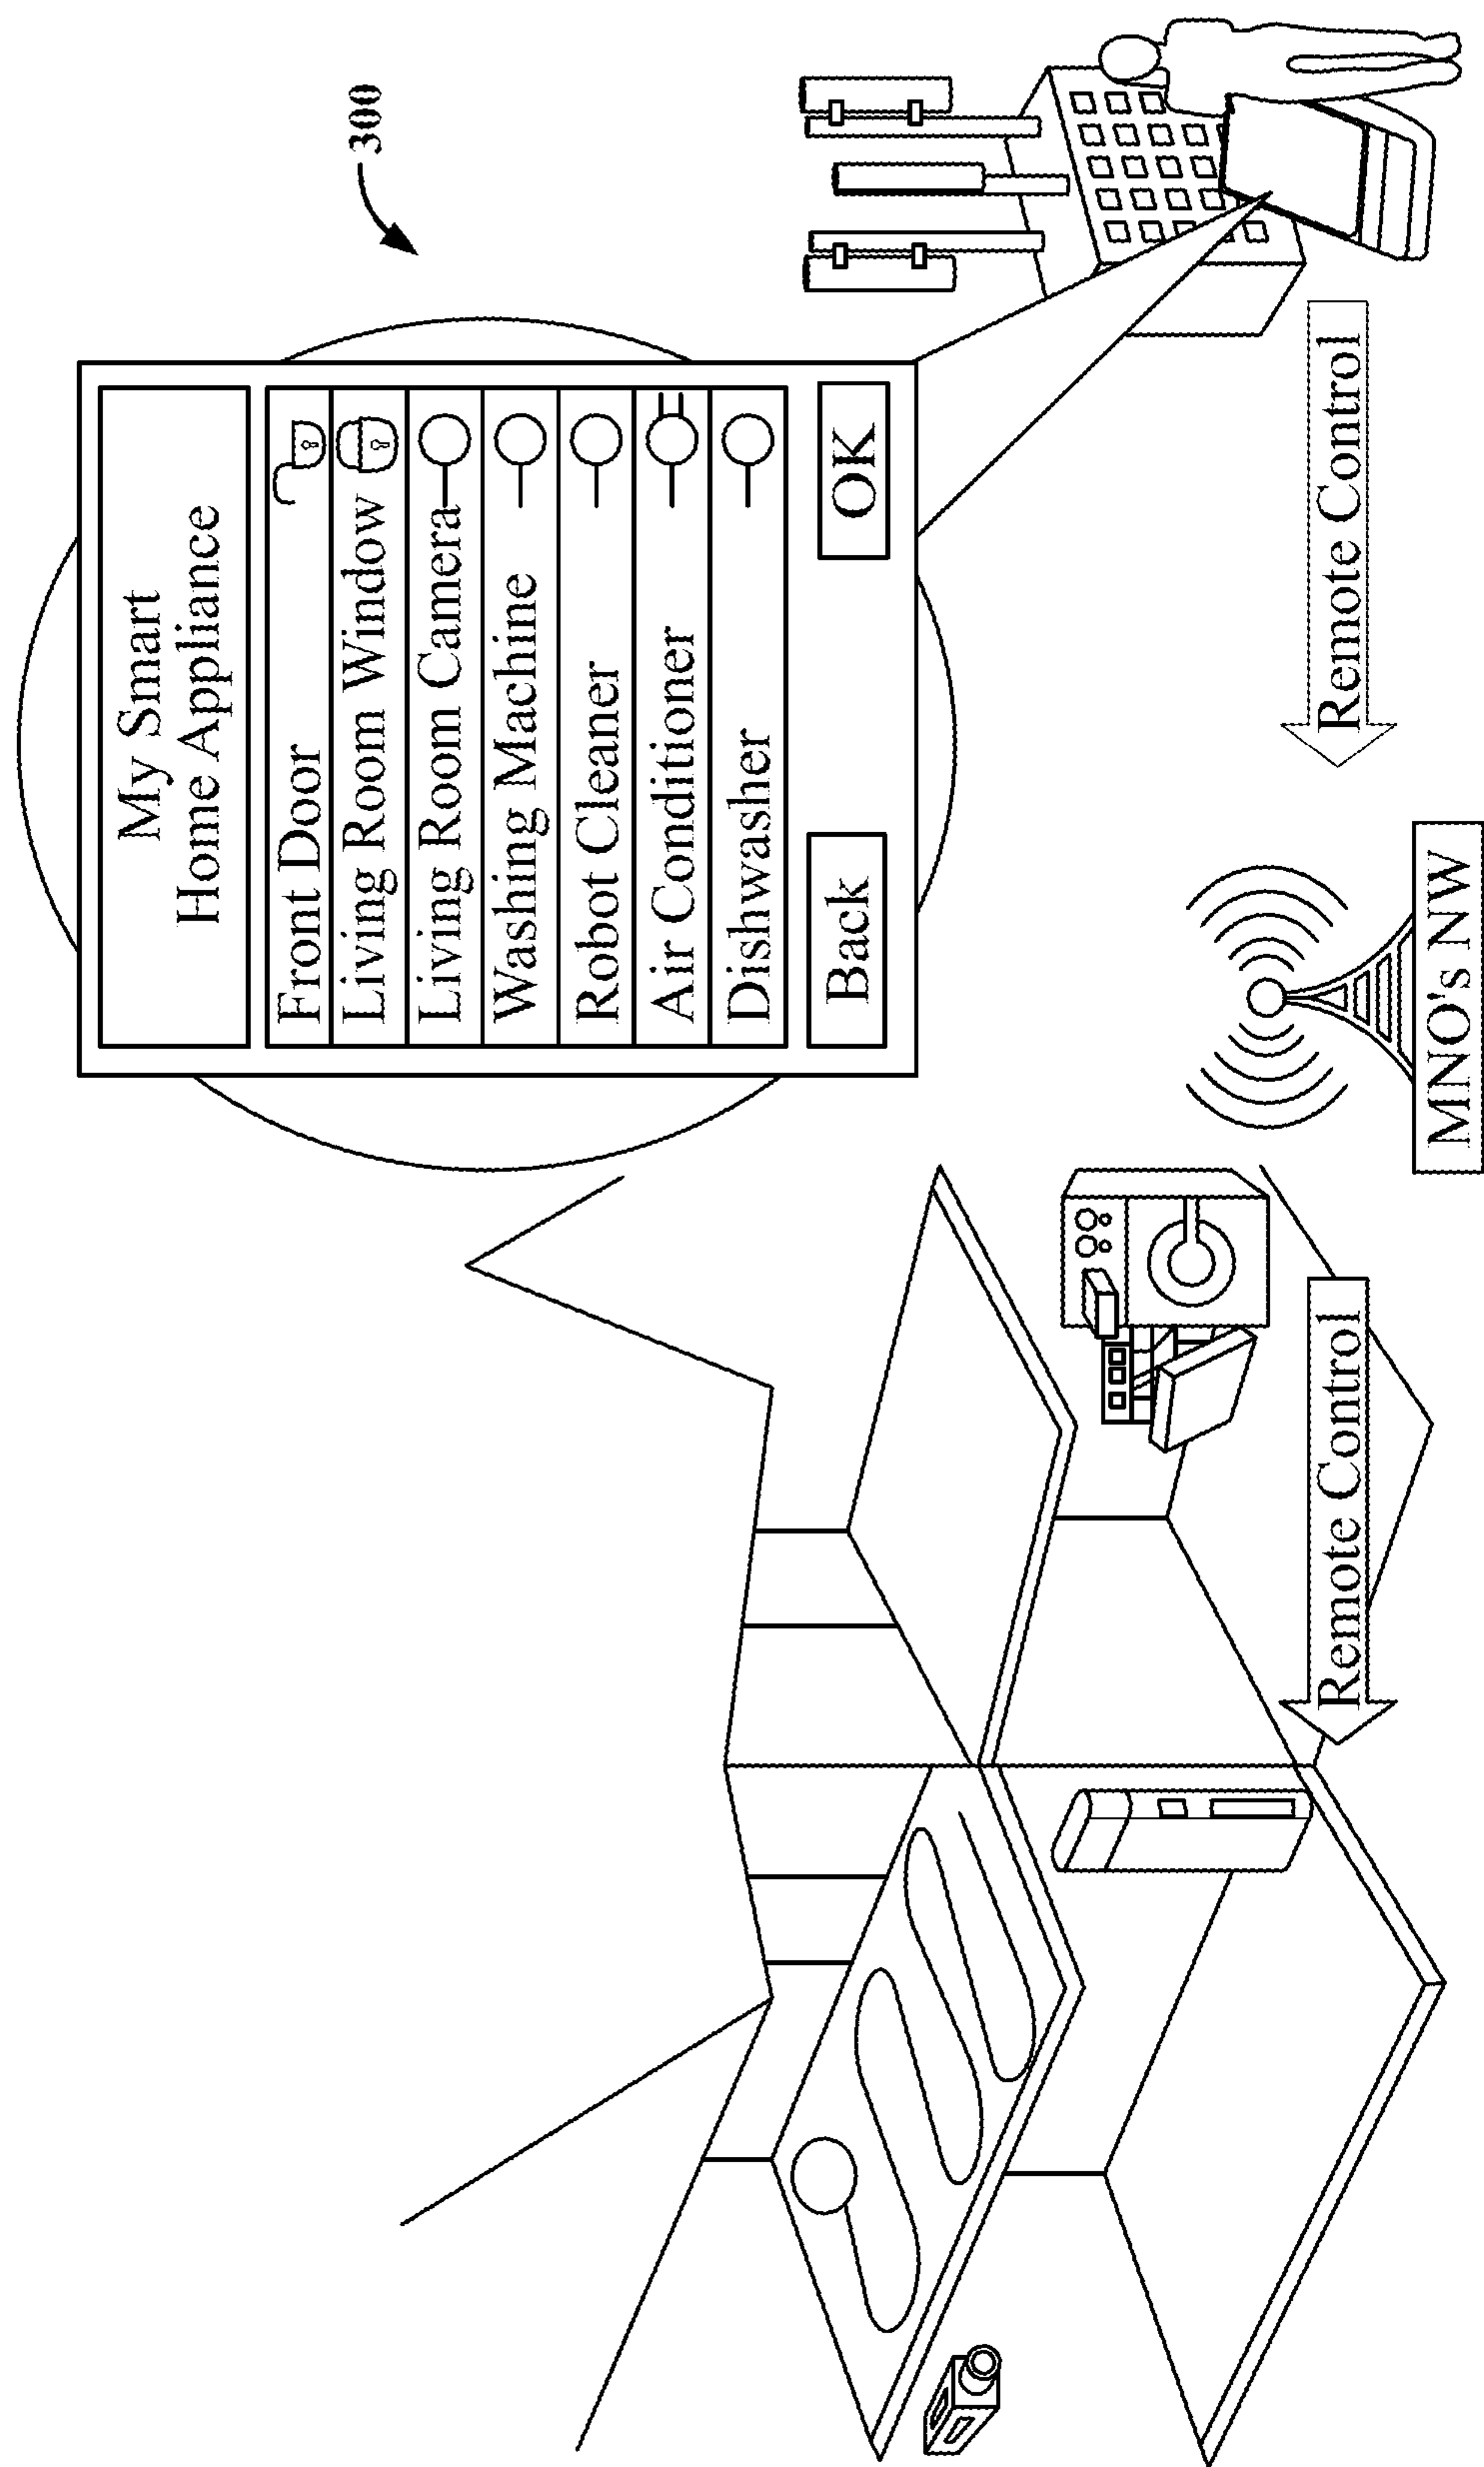 300
My Smart
Home Appliance
Front Door
Living Room Window
Living Room Camera
Washing Machine
Robot Cleaner
Air Conditioner
Dishwasher
Back
OK
Remote Control
MNO's NW
Remote Control